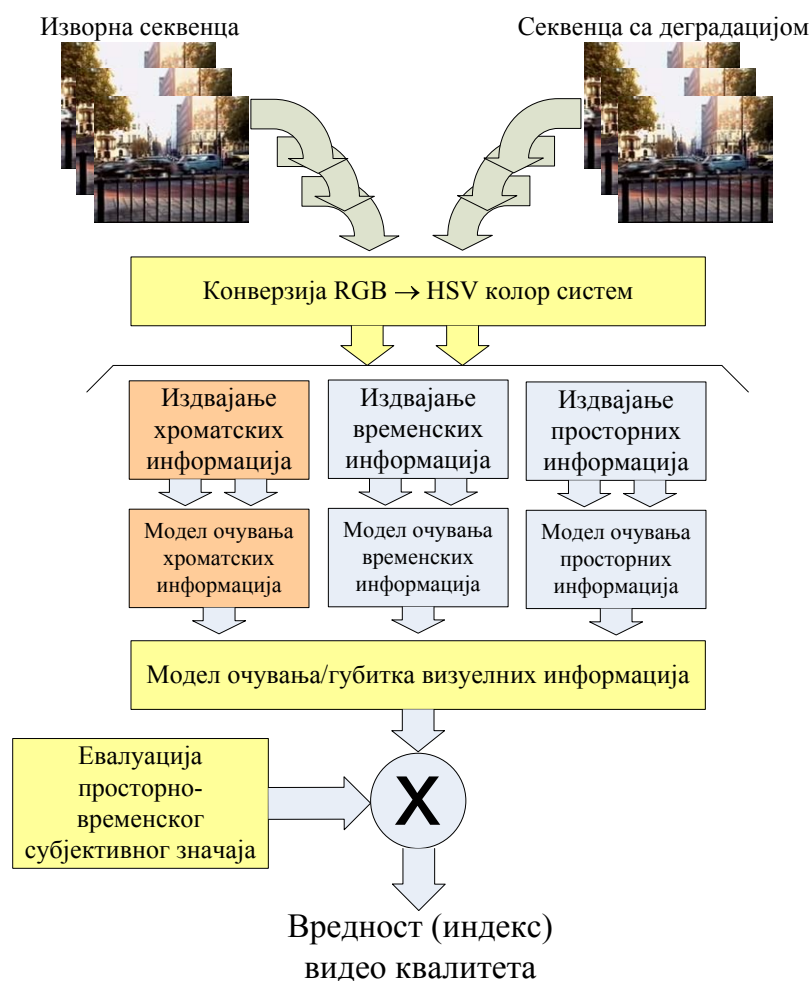 Изворна секвенца
Секвенца са деградацијом
Конверзија RGB → HSV колор систем
Издвајање
хроматских
информација
Издвајање
временских
информација
Издвајање
просторних
информација
Модел очувања
хроматских
информација
Модел очувања
временских
информација
Модел очувања
просторних
информација
Модел очувања/губитка визуелних информација
Евалуација
просторно-
временског
субјективног значаја
X
Вредност (индекс)
видео квалитета